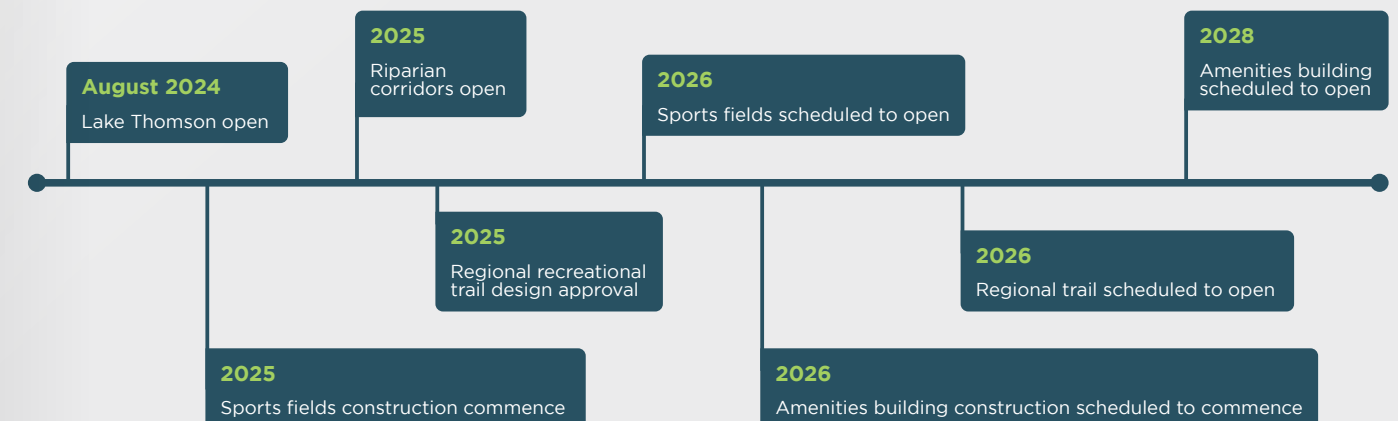 August 2024
Lake Thomson open
2025
Sports fields construction commence
2025
Riparian
corridors open
2025
Regional recreational
trail design approval
2026
Sports fields scheduled to open
2026
Amenities building construction scheduled to commence
2026
Regional trail scheduled to open
2028
Amenities building
scheduled to open